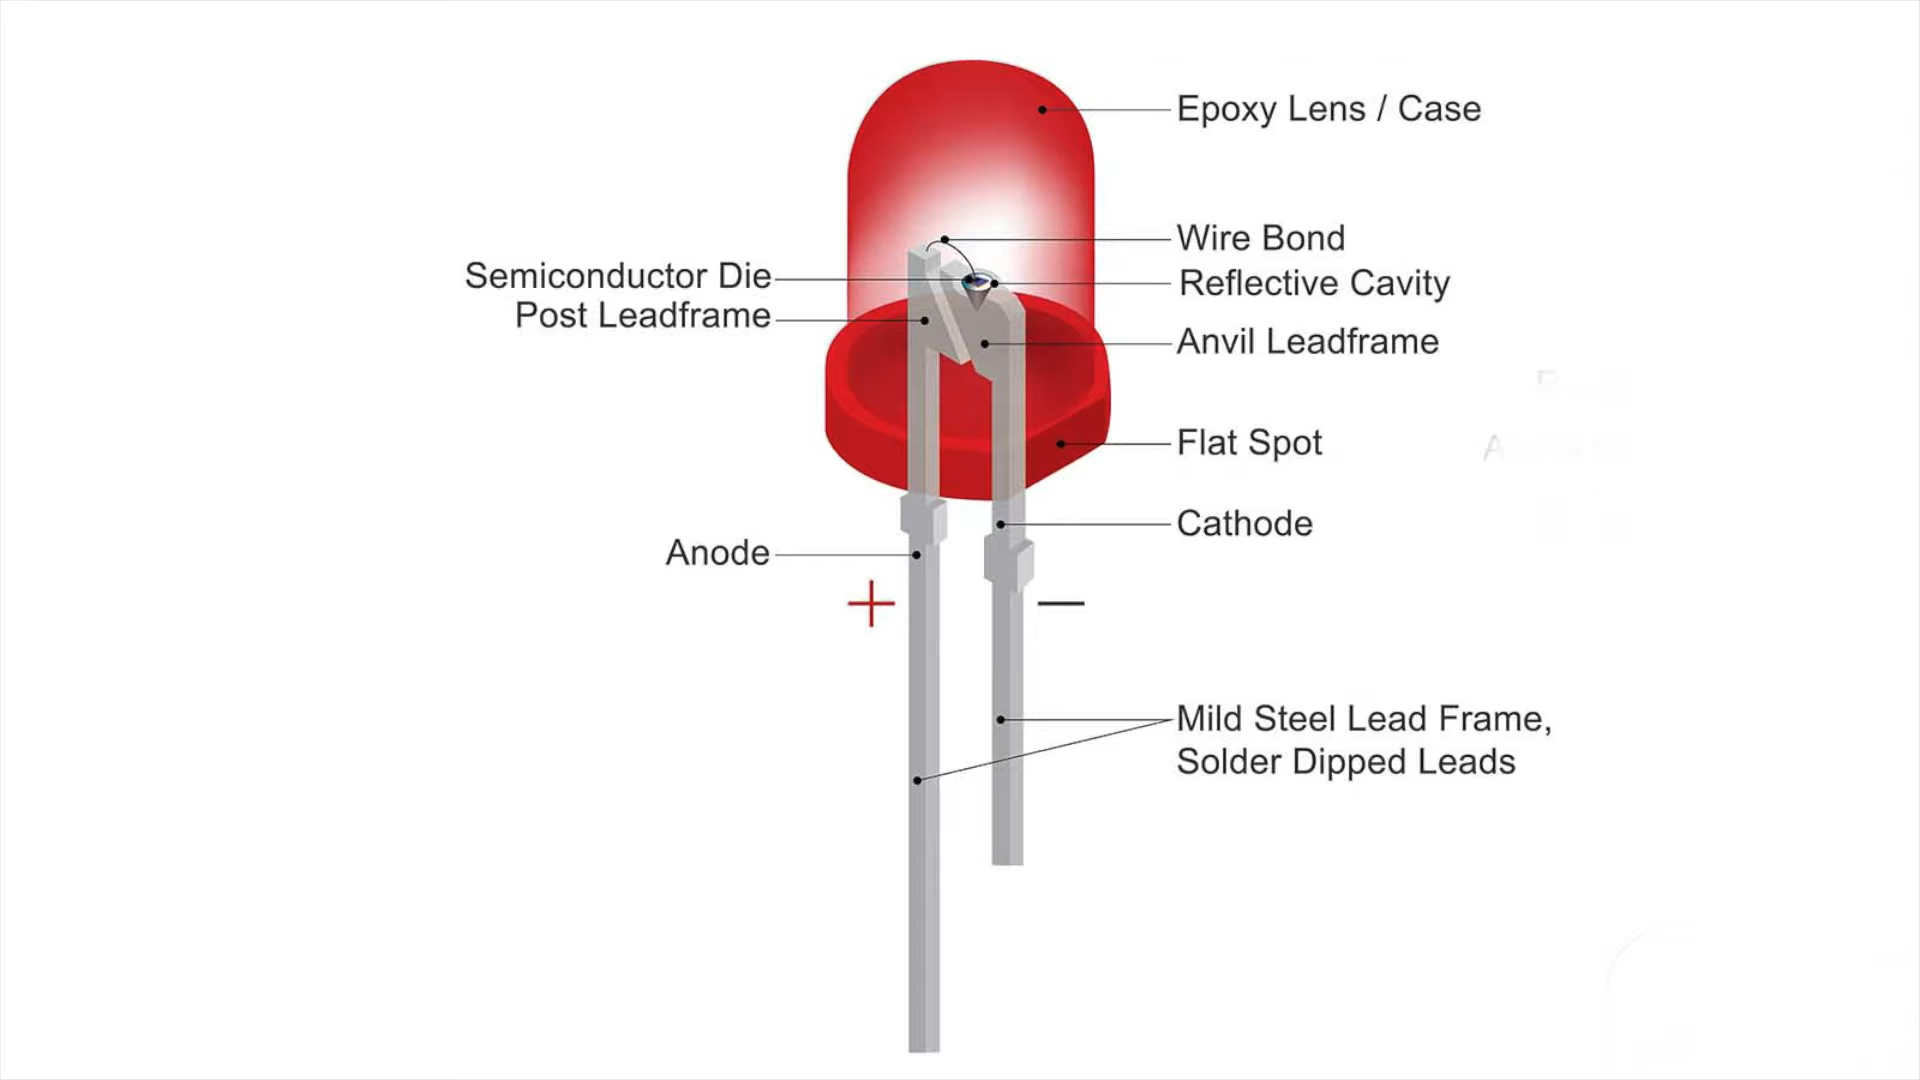 Epoxy Lens / Case
Wire Bond
Semiconductor Die
Reflective Cavity
Post Leadframe
Anvil Leadframe
Flat Spot
Cathode
Anode
+
—
Mild Steel Lead Frame,
Solder Dipped Leads